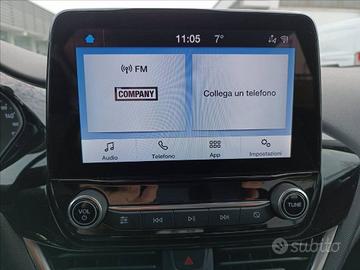 11:05 7°
FM
COMPANY
Collega un telefono
Audio Telefono App Impostazioni
VOL
TUNE
subito